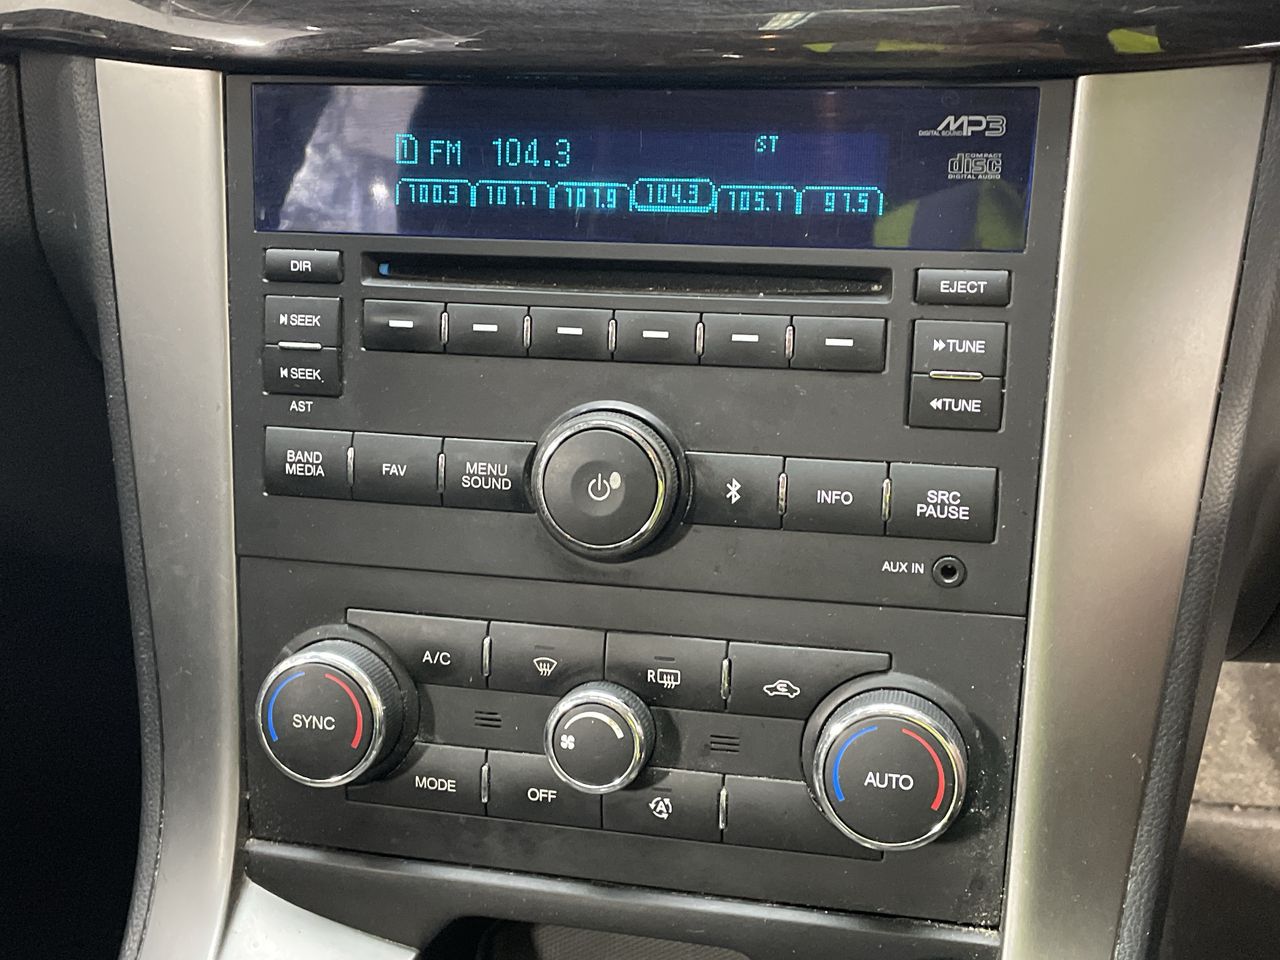 1 FM 104.3 ST
100.3 101.1 101.9 104.3 105.1 97.5
MP3
DIGITAL SOUND
COMPACT
disc
DIGITAL AUDIO
DIR
EJECT
SEEK
SEEK
AST
TUNE
TUNE
BAND
MEDIA
FAV
MENU
SOUND
INFO
SRC
PAUSE
AUX IN
A/C
R
SYNC
MODE
OFF
A
AUTO